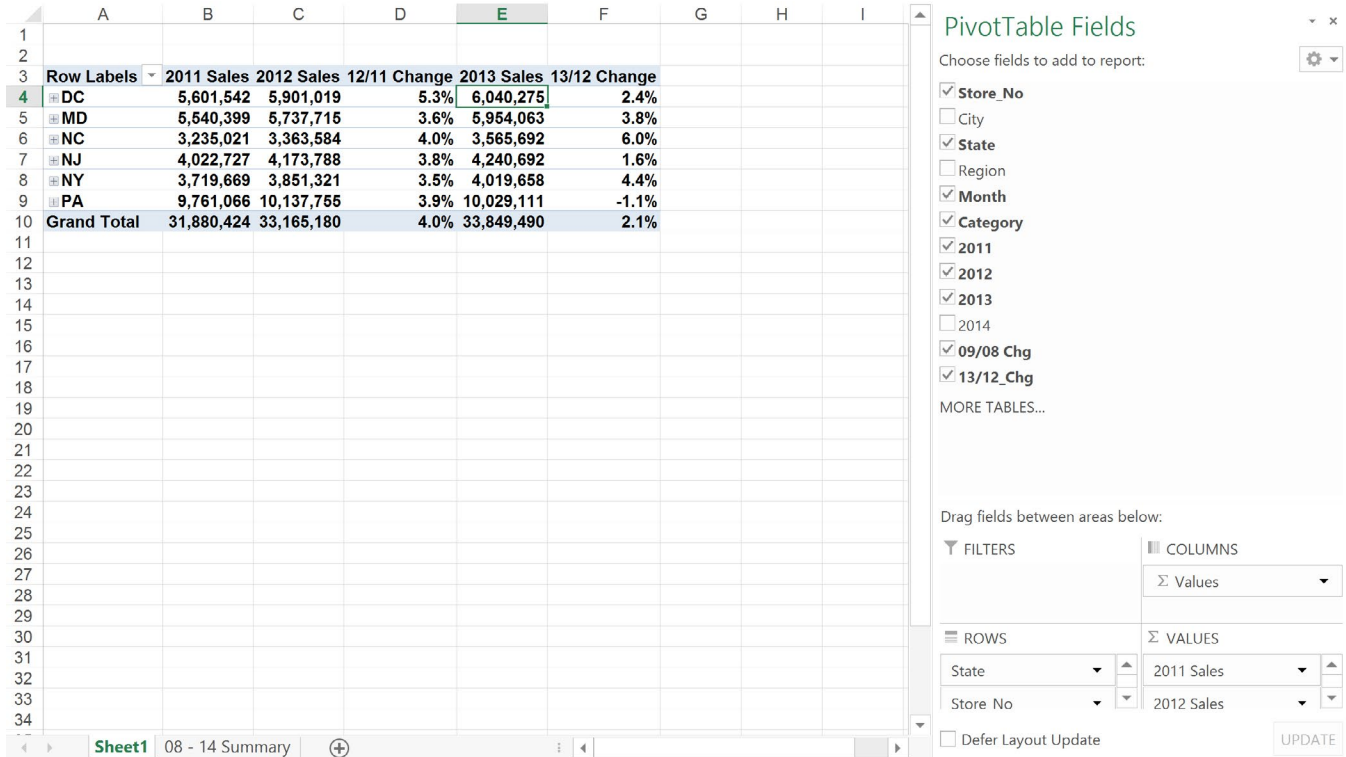 A B C D E F G H I
1
2
3 Row Labels 2011 Sales 2012 Sales 12/11 Change 2013 Sales 13/12 Change
4 DC 5,601,542 5,901,019 5.3% 6,040,275 2.4%
5 MD 5,540,399 5,737,715 3.6% 5,954,063 3.8%
6 NC 3,235,021 3,363,584 4.0% 3,565,692 6.0%
7 NJ 4,022,727 4,173,788 3.8% 4,240,692 1.6%
8 NY 3,719,669 3,851,321 3.5% 4,019,658 4.4%
9 PA 9,761,066 10,137,755 3.9% 10,029,111 -1.1%
10 Grand Total 31,880,424 33,165,180 4.0% 33,849,490 2.1%
11
12
13
14
15
16
17
18
19
20
21
22
23
24
25
26
27
28
29
30
31
32
33
34
Sheet1 08 - 14 Summary
PivotTable Fields
Choose fields to add to report:
Store_No
City
State
Region
Month
Category
2011
2012
2013
2014
09/08 Chg
13/12_Chg
MORE TABLES...
Drag fields between areas below:
FILTERS
COLUMNS
Σ Values
ROWS
State
Store No
Σ VALUES
2011 Sales
2012 Sales
Defer Layout Update
UPDATE